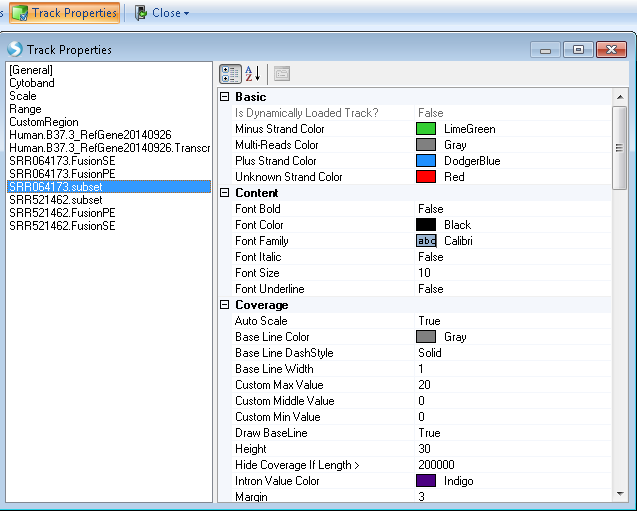 s Track Properties Close
Track Properties
[General]
Cytoband
Scale
Range
CustomRegion
Human.B37.3_RefGene20140926
Human.B37.3_RefGene20140926.Transcr
SRR064173.FusionSE
SRR064173.FusionPE
SRR064173.subset
SRR521462.subset
SRR521462.FusionPE
SRR521462.FusionSE
A
Z
Basic
Is Dynamically Loaded Track? False
Minus Strand Color LimeGreen
Multi-Reads Color Gray
Plus Strand Color DodgerBlue
Unknown Strand Color Red
Content
Font Bold False
Font Color Black
Font Family abc Calibri
Font Italic False
Font Size 10
Font Underline False
Coverage
Auto Scale True
Base Line Color Gray
Base Line DashStyle Solid
Base Line Width 1
Custom Max Value 20
Custom Middle Value 0
Custom Min Value 0
Draw BaseLine True
Height 30
Hide Coverage If Length > 200000
Intron Value Color Indigo
Margin 3